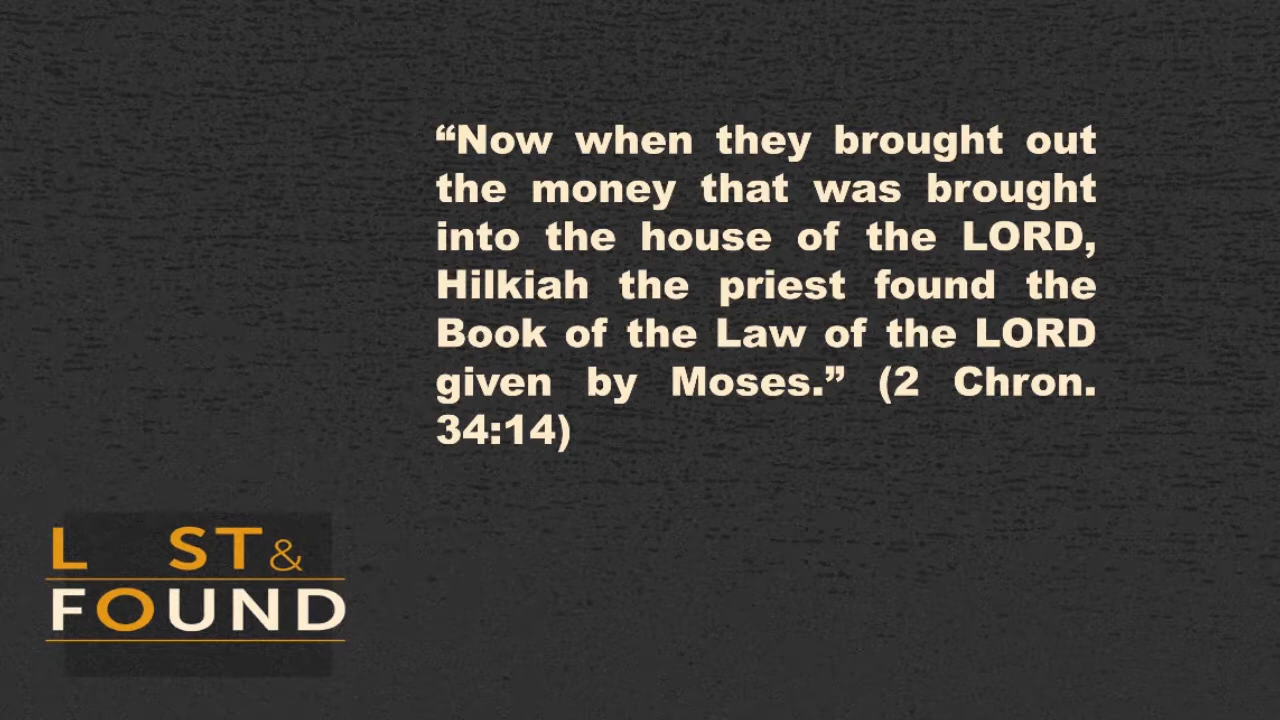 “Now when they brought out
the money that was brought
into the house of the LORD,
Hilkiah the priest found the
Book of the Law of the LORD
given by Moses.” (2 Chron.
34:14)
L ST&
FOUND